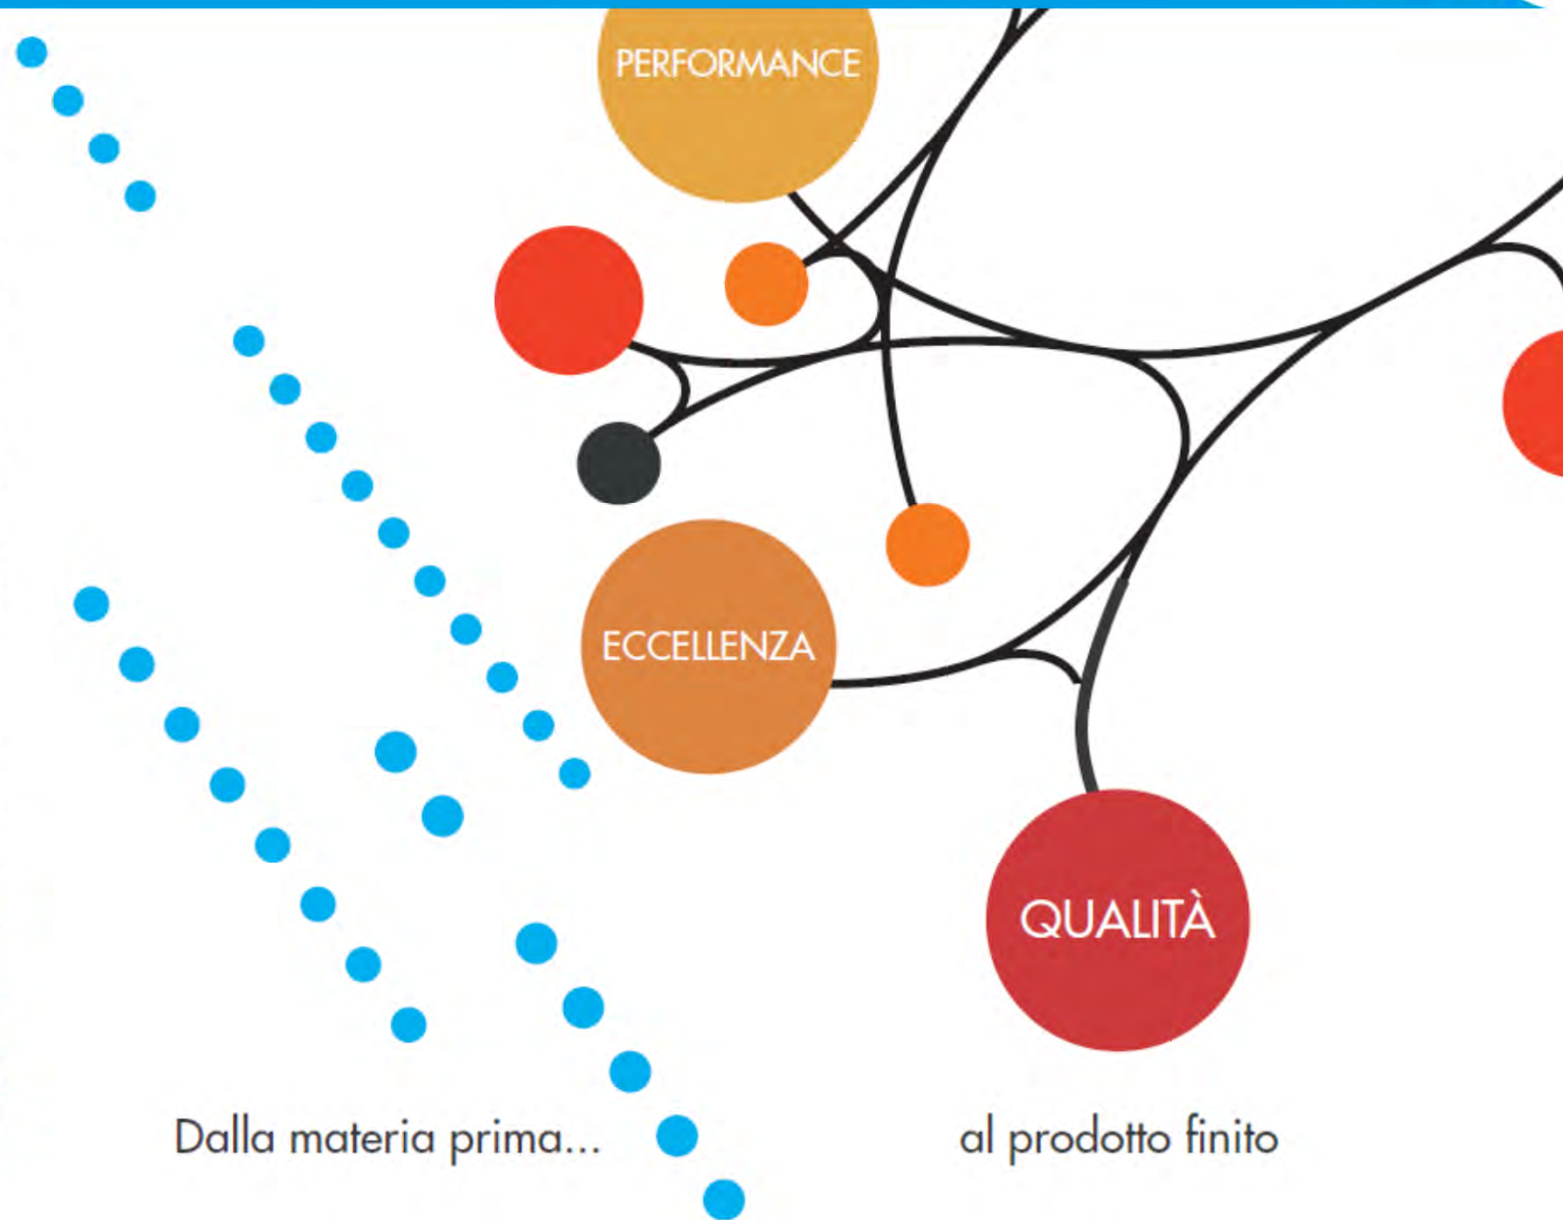 PERFORMANCE
ECCELLENZA
QUALITÀ
Dalla materia prima...
al prodotto finito